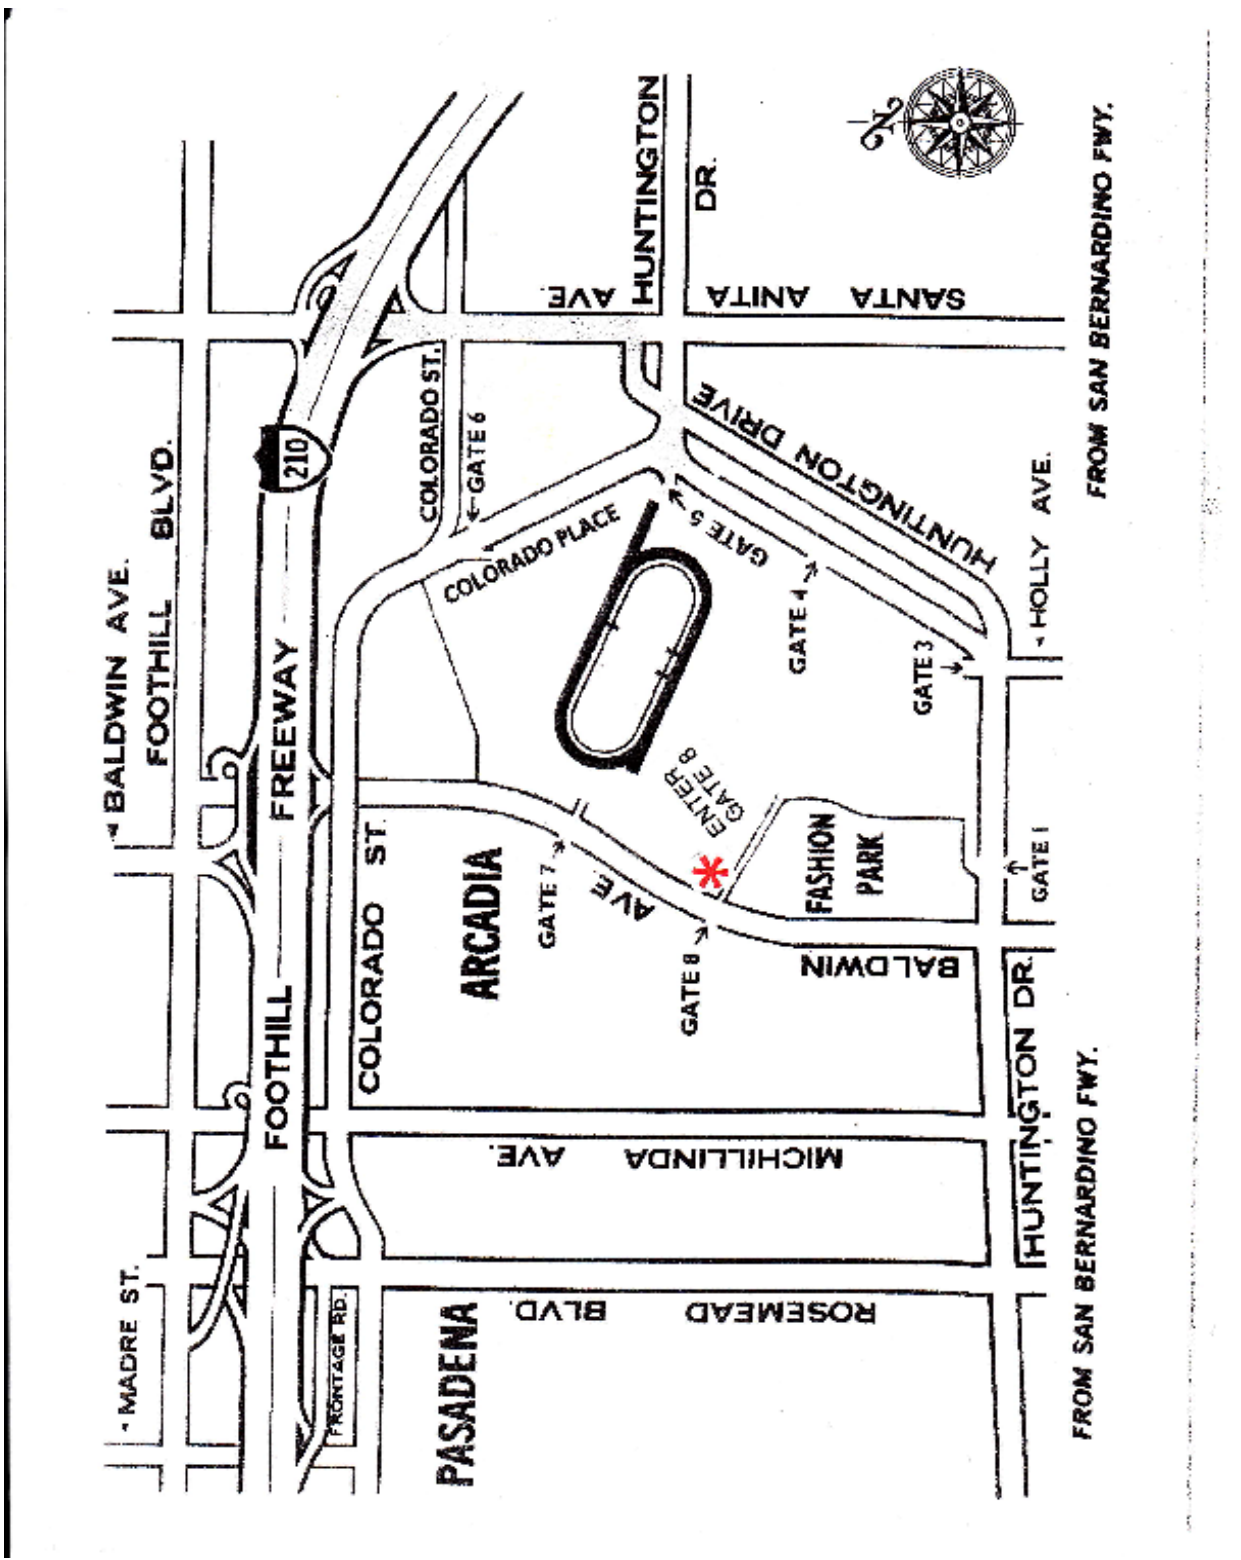 ◂ MADRE ST.
◂ BALDWIN AVE.
FOOTHILL BLVD.
FOOTHILL FREEWAY
210
FRONTAGE RD.
COLORADO ST.
COLORADO ST.
GATE 6
PASADENA
ARCADIA
COLORADO PLACE
GATE 7
HUNTINGTON
DR.
MICHILLINDA AVE.
ROSEMEAD BLVD.
BALDWIN AVE.
SANTA ANITA AVE.
GATE 8
ENTER
GATE 8
*
GATE 5
GATE 4
HUNTINGTON DRIVE
FASHION
PARK
GATE 3
N
HUNTINGTON DR.
GATE 1
◂ HOLLY AVE.
FROM SAN BERNARDINO FWY.
FROM SAN BERNARDINO FWY.